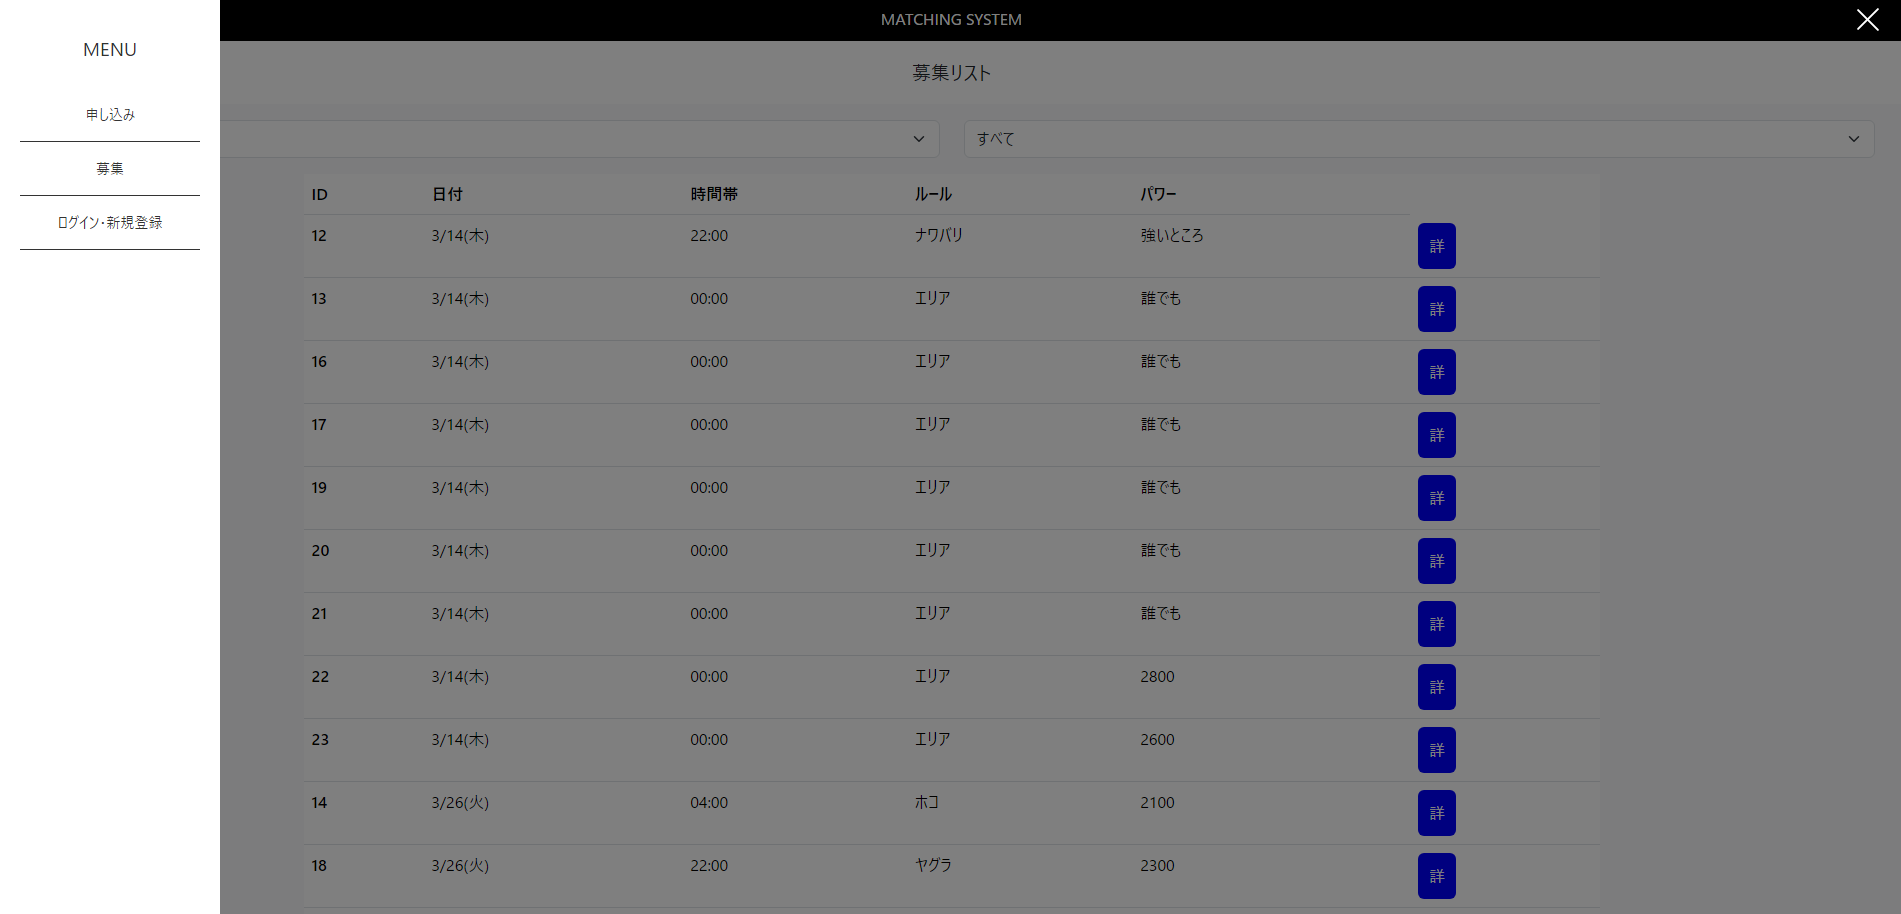 MATCHING SYSTEM
MENU
申し込み
募集
ログイン・新規登録
募集リスト
すべて
ID 日付 時間帯 ルール パワー
12 3/14(木) 22:00 ナワバリ 強いところ 詳
13 3/14(木) 00:00 エリア 誰でも 詳
16 3/14(木) 00:00 エリア 誰でも 詳
17 3/14(木) 00:00 エリア 誰でも 詳
19 3/14(木) 00:00 エリア 誰でも 詳
20 3/14(木) 00:00 エリア 誰でも 詳
21 3/14(木) 00:00 エリア 誰でも 詳
22 3/14(木) 00:00 エリア 2800 詳
23 3/14(木) 00:00 エリア 2600 詳
14 3/26(火) 04:00 ホコ 2100 詳
18 3/26(火) 22:00 ヤグラ 2300 詳